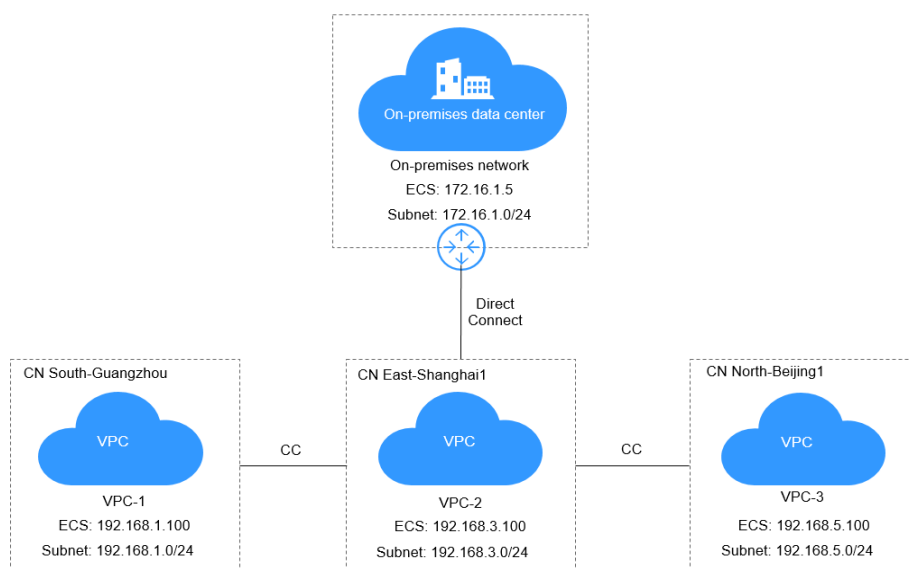 On-premises data center
On-premises network
ECS: 172.16.1.5
Subnet: 172.16.1.0/24
Direct
Connect
CN South-Guangzhou
VPC
VPC-1
ECS: 192.168.1.100
Subnet: 192.168.1.0/24
CC
CN East-Shanghai1
VPC
VPC-2
ECS: 192.168.3.100
Subnet: 192.168.3.0/24
CC
CN North-Beijing1
VPC
VPC-3
ECS: 192.168.5.100
Subnet: 192.168.5.0/24